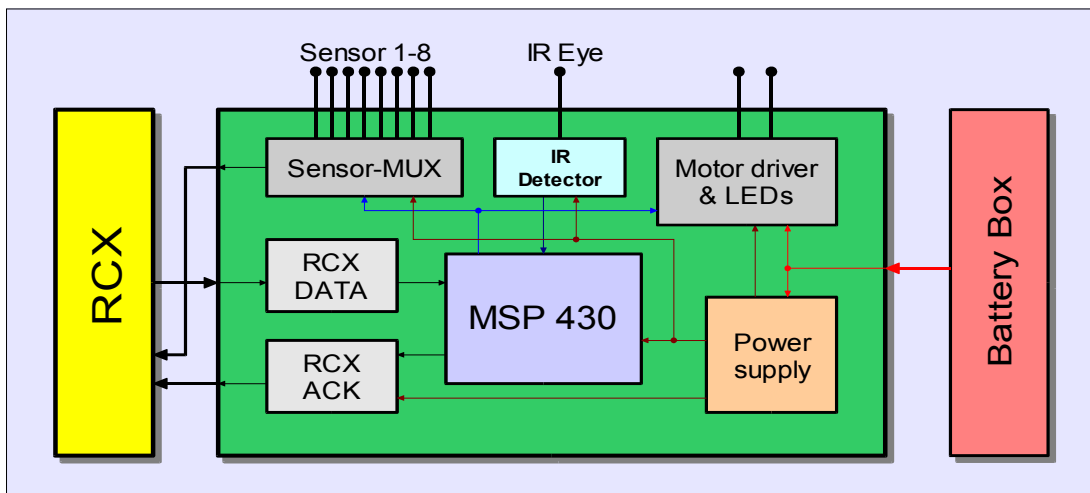 Sensor 1-8
IR Eye
RCX
Sensor-MUX
IR
Detector
Motor driver
& LEDs
RCX
DATA
MSP 430
RCX
ACK
Power
supply
Battery Box